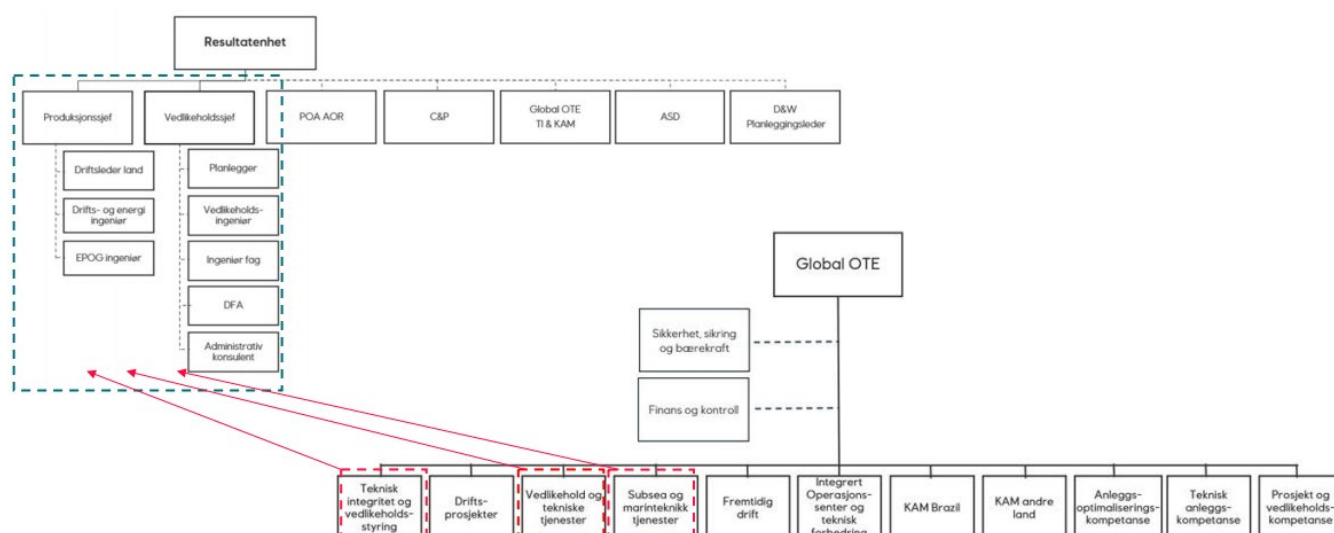 Resultatenhet
Produksjonssjef
Vedlikeholdssjef
POA AOR
C&P
Global OTE
TI & KAM
ASD
D&W
Planleggingsleder
Driftsleder land
Drifts- og energi
ingeniør
EPOG ingeniør
Planlegger
Vedlikeholds-
ingeniør
Ingeniør fag
DFA
Administrativ
konsulent
Global OTE
Sikkerhet, sikring
og bærekraft
Finans og kontroll
Teknisk
integritet og
vedlikeholds-
styring
Drifts-
prosjekter
Vedlikehold og
tekniske
tjenester
Subsea og
marinteknikk
tjenester
Fremtidig
drift
Integrert
Operasjons-
senter og
teknisk
forbedring
KAM Brazil
KAM andre
land
Anleggs-
optimaliserings-
kompetanse
Teknisk
anleggs-
kompetanse
Prosjekt og
vedlikeholds-
kompetanse